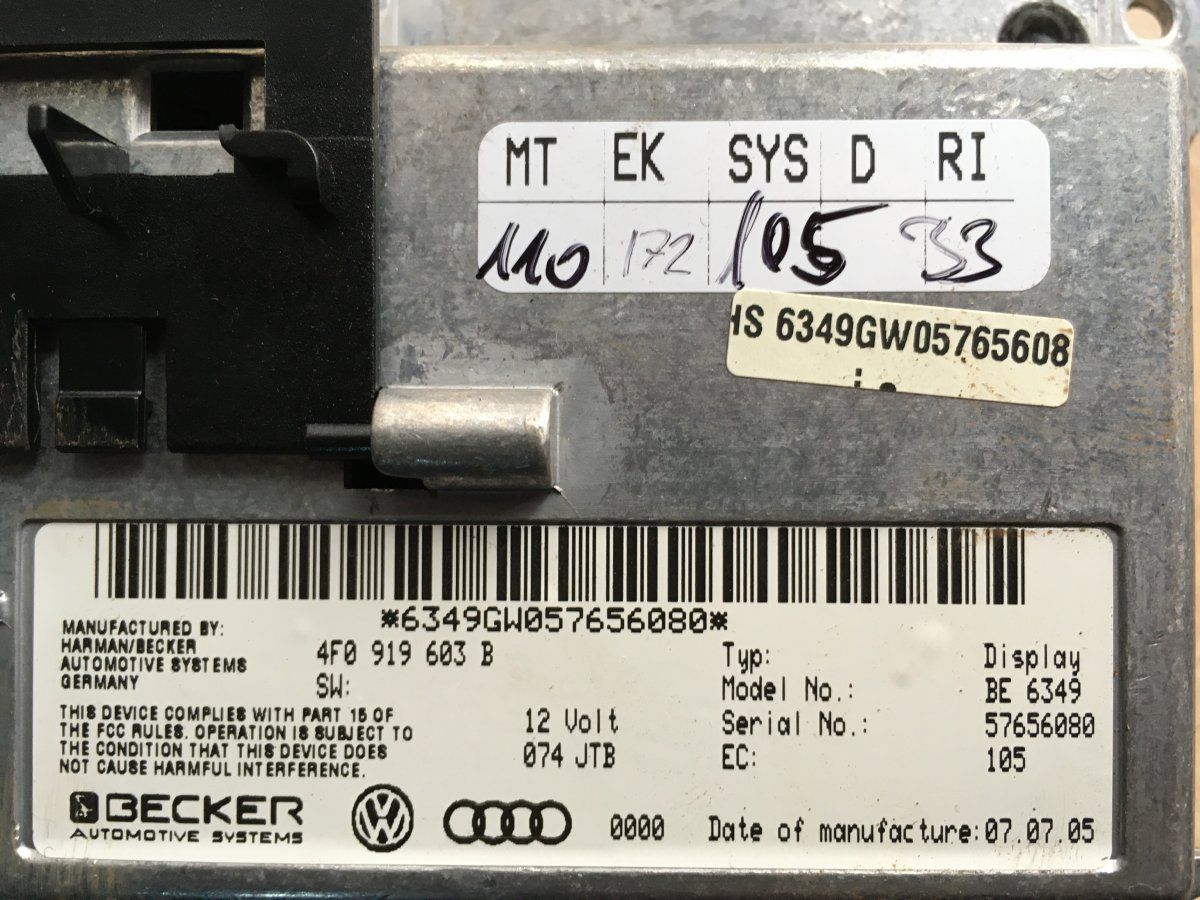 MT EK SYS D RI
110 172 105 33
HS 6349GW05765608
*6349GW057656080*
MANUFACTURED BY:
HARMAN/BECKER
AUTOMOTIVE SYSTEMS
GERMANY
4F0 919 603 B
SW:
THIS DEVICE COMPLIES WITH PART 15 OF
THE FCC RULES. OPERATION IS SUBJECT TO
THE CONDITION THAT THIS DEVICE DOES
NOT CAUSE HARMFUL INTERFERENCE.
12 Volt
074 JTB
Typ: Display
Model No.: BE 6349
Serial No.: 57656080
EC: 105
BECKER
AUTOMOTIVE SYSTEMS
VW
0000 Date of manufacture:07.07.05